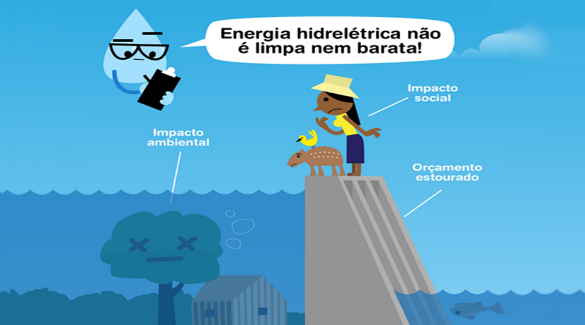 Energia hidrelétrica não
é limpa nem barata!
Impacto
social
Impacto
ambiental
Orçamento
estourado